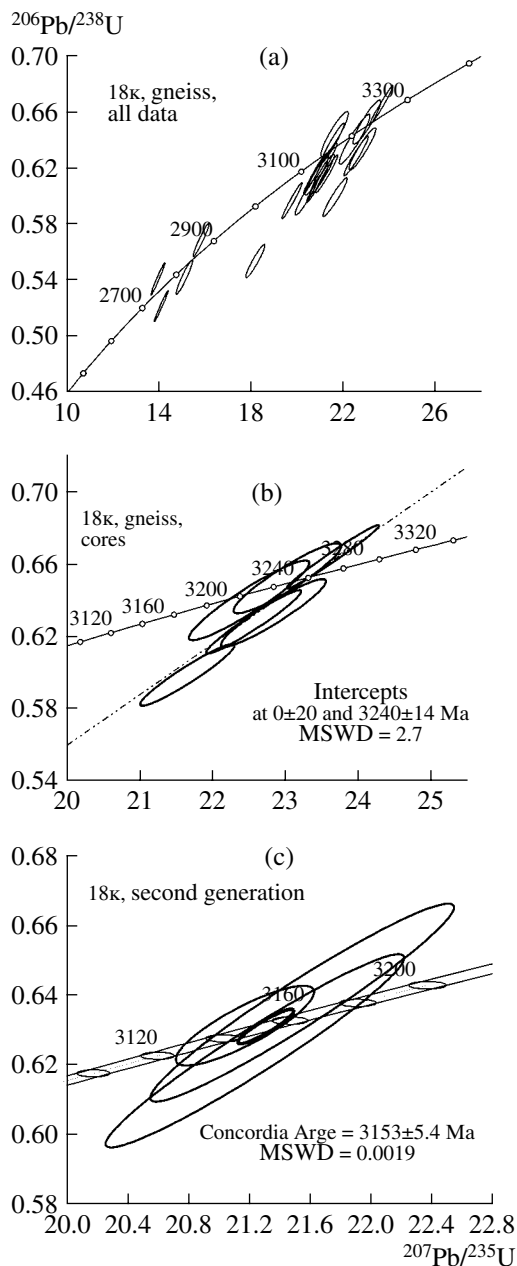 ²⁰⁶Pb/²³⁸U
0.70
(a)
18к, gneiss,
all data
3300
0.66
3100
0.62
0.58
2900
0.54
2700
0.50
0.46
10 14 18 22 26
(b)
0.70
18к, gneiss,
cores
3320
3280
0.66
3240
3200
3160
3120
0.62
Intercepts
at 0±20 and 3240±14 Ma
MSWD = 2.7
0.58
0.54
20 21 22 23 24 25
(c)
0.68
18к, second generation
0.66
3200
3160
0.64
3120
0.62
Concordia Arge = 3153±5.4 Ma
MSWD = 0.0019
0.60
0.58
20.0 20.4 20.8 21.2 21.6 22.0 22.4 22.8
²⁰⁷Pb/²³⁵U